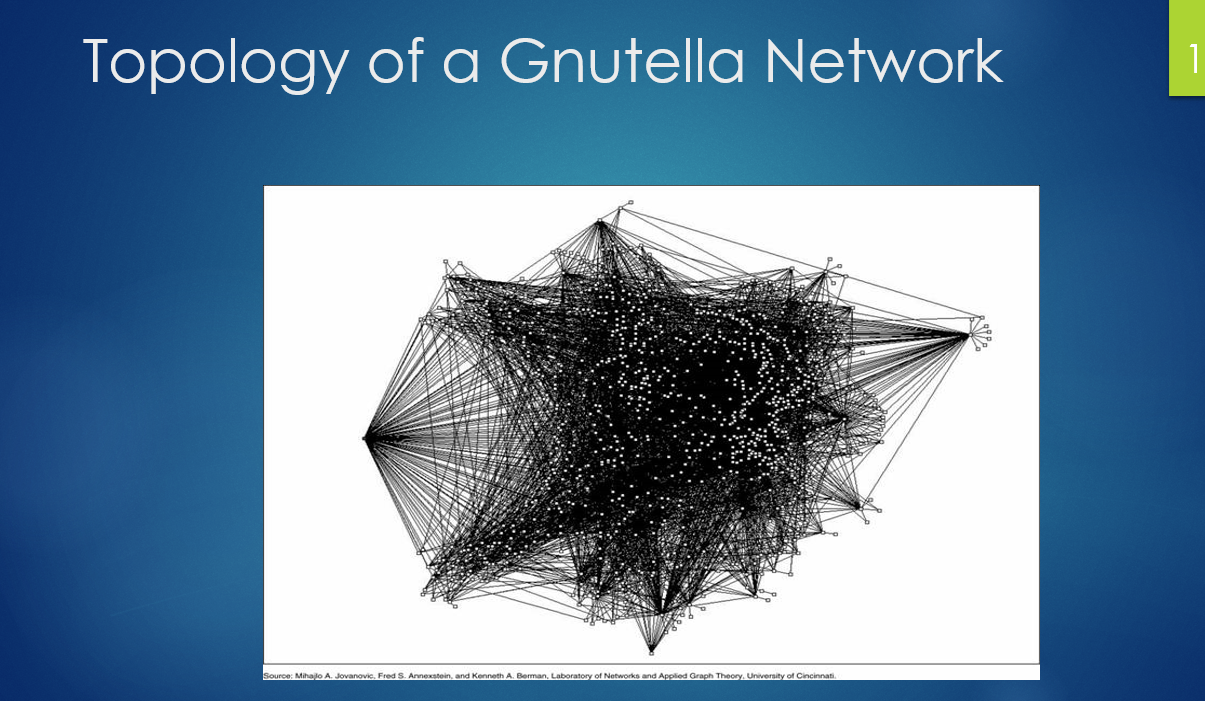 Topology of a Gnutella Network
1
Source: Mihajlo A. Jovanovic, Fred S. Annexstein, and Kenneth A. Berman, Laboratory of Networks and Applied Graph Theory, University of Cincinnati.